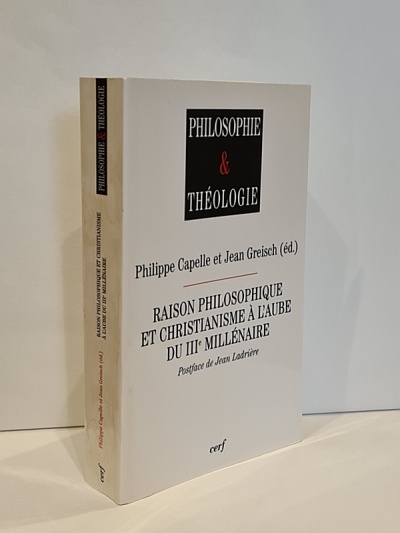 PHILOSOPHIE
&
THÉOLOGIE
Philippe Capelle et Jean Greisch (éd.)
RAISON PHILOSOPHIQUE
ET CHRISTIANISME À L'AUBE
DU IIIe MILLÉNAIRE
Postface de Jean Ladrière
cerf
PHILOSOPHIE & THÉOLOGIE
RAISON PHILOSOPHIQUE ET CHRISTIANISME
À L'AUBE DU IIIe MILLÉNAIRE
Philippe Capelle et Jean Greisch (éd.)
cerf